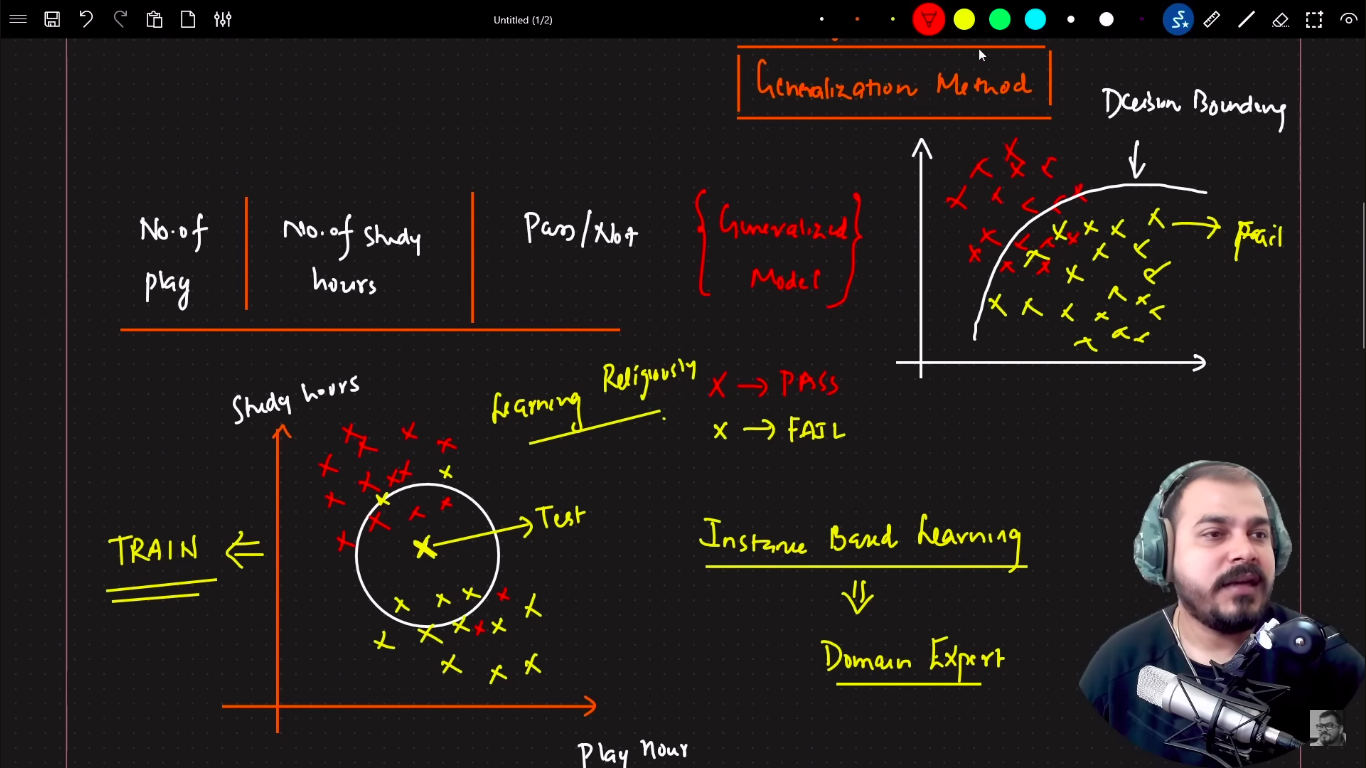 Untitled (1/2)
Generalization Method
Decision Bounding
No. of play
No. of study hours
Pass/Not
Generalized
Model
Fail
Study hours
Learning Religiously
X → PASS
x → FAIL
Test
TRAIN
Instance Based Learning
Domain Expert
Play hour